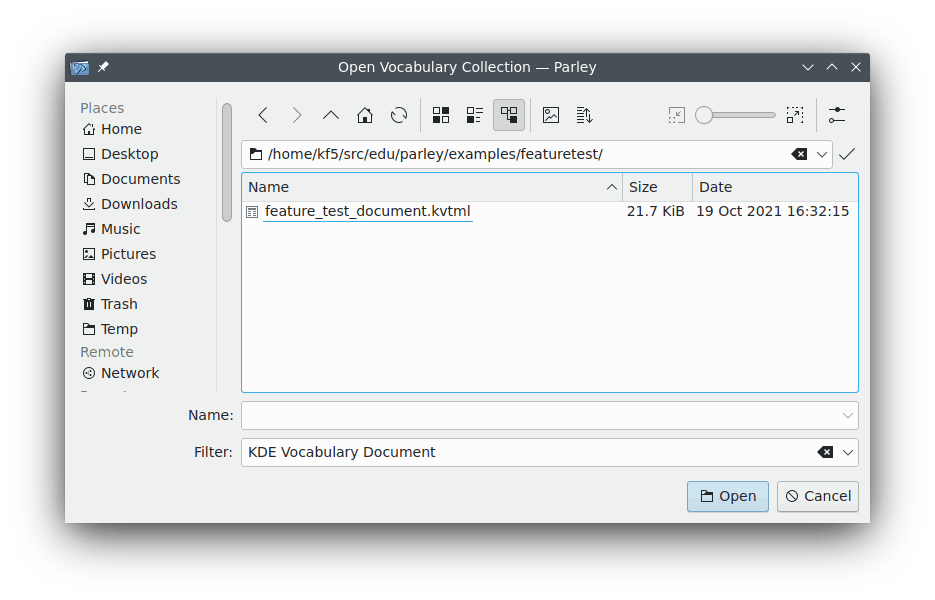 Open Vocabulary Collection — Parley
Places
Home
Desktop
Documents
Downloads
Music
Pictures
Videos
Trash
Temp
Remote
Network
/home/kf5/src/edu/parley/examples/featuretest/
Name Size Date
feature_test_document.kvtml 21.7 KiB 19 Oct 2021 16:32:15
Name:
Filter: KDE Vocabulary Document
Open Cancel